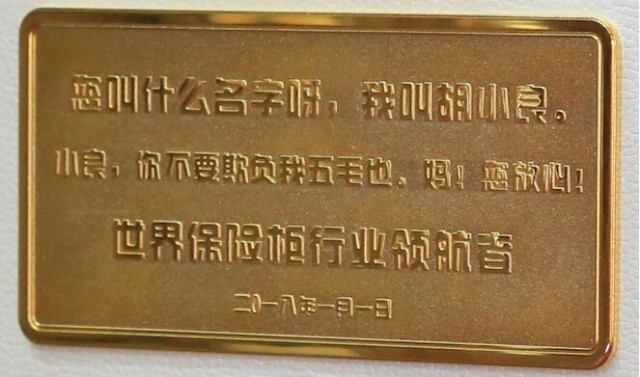 您叫什么名字呀，我叫胡小良。
小良，你不要欺负我五毛也。妈！您放心！
世界保险柜行业领航者
二〇一八年一月一日